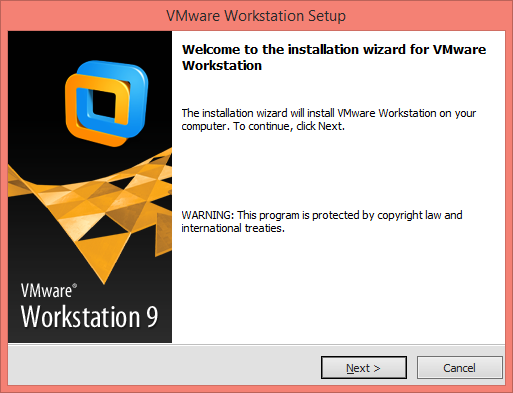 VMware Workstation Setup
Welcome to the installation wizard for VMware
Workstation
The installation wizard will install VMware Workstation on your
computer. To continue, click Next.
WARNING: This program is protected by copyright law and
international treaties.
VMware®
Workstation 9
Next >
Cancel